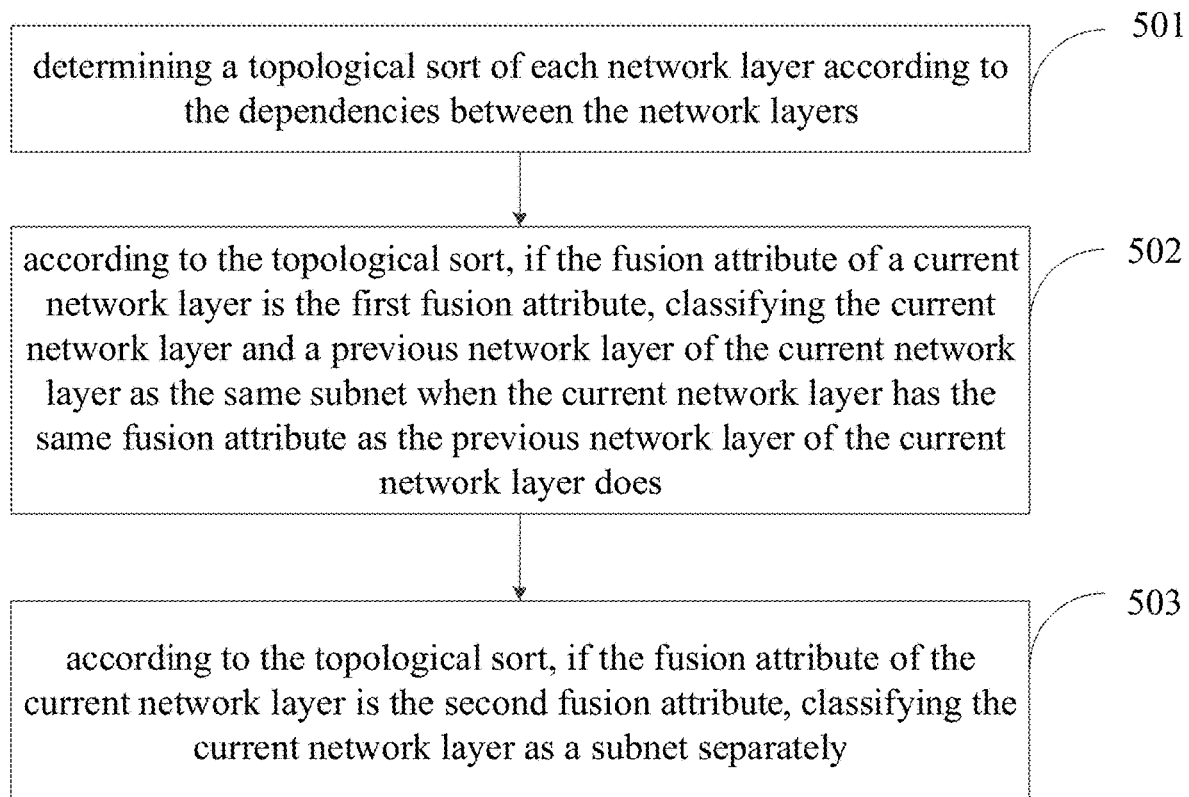 501
determining a topological sort of each network layer according to
the dependencies between the network layers
502
according to the topological sort, if the fusion attribute of a current
network layer is the first fusion attribute, classifying the current
network layer and a previous network layer of the current network
layer as the same subnet when the current network layer has the
same fusion attribute as the previous network layer of the current
network layer does
503
according to the topological sort, if the fusion attribute of the
current network layer is the second fusion attribute, classifying the
current network layer as a subnet separately